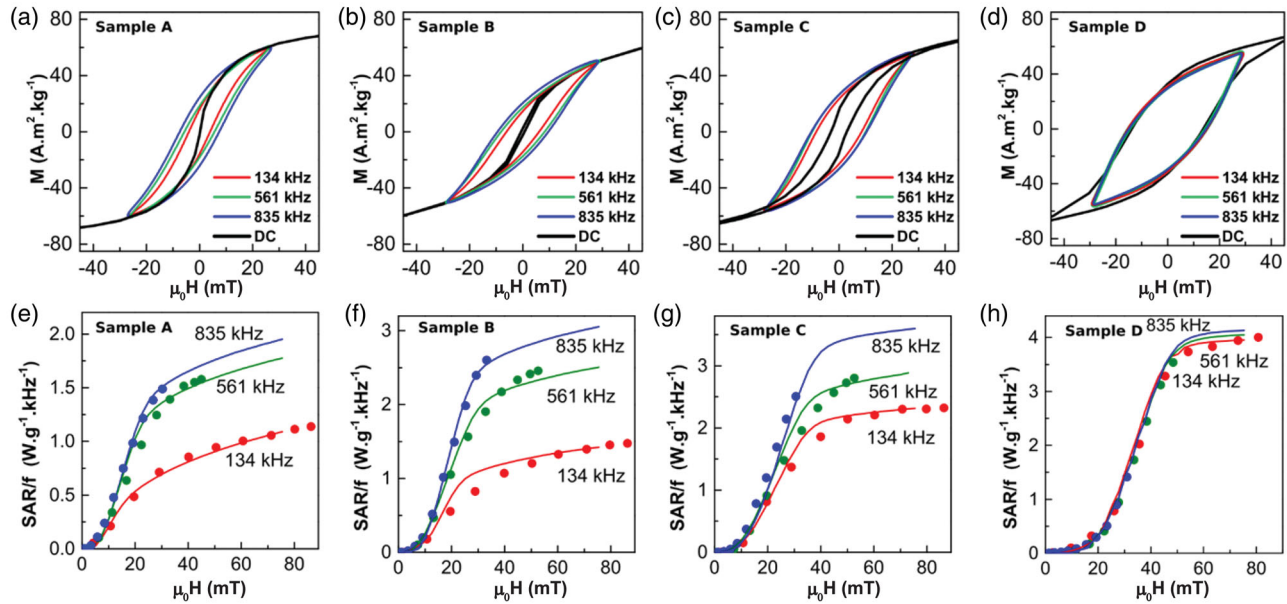 (a)
Sample A
M (A.m².kg⁻¹)
80
40
0
-40
-80
134 kHz
561 kHz
835 kHz
DC
-40 -20 0 20 40
μ₀H (mT)
(b)
Sample B
M (A.m².kg⁻¹)
80
40
0
-40
-80
134 kHz
561 kHz
835 kHz
DC
-40 -20 0 20 40
μ₀H (mT)
(c)
Sample C
M (A.m².kg⁻¹)
80
40
0
-40
-80
134 kHz
561 kHz
835 kHz
DC
-40 -20 0 20 40
μ₀H (mT)
(d)
Sample D
M (A.m².kg⁻¹)
80
40
0
-40
-80
134 kHz
561 kHz
835 kHz
DC
-40 -20 0 20 40
μ₀H (mT)
(e)
Sample A
SAR/f (W.g⁻¹.kHz⁻¹)
2.0
1.5
1.0
0.5
0.0
835 kHz
561 kHz
134 kHz
0 20 40 60 80
μ₀H (mT)
(f)
Sample B
SAR/f (W.g⁻¹.kHz⁻¹)
3
2
1
0
835 kHz
561 kHz
134 kHz
0 20 40 60 80
μ₀H (mT)
(g)
Sample C
SAR/f (W.g⁻¹.kHz⁻¹)
3
2
1
0
835 kHz
561 kHz
134 kHz
0 20 40 60 80
μ₀H (mT)
(h)
Sample D
SAR/f (W.g⁻¹.kHz⁻¹)
4
3
2
1
0
835 kHz
561 kHz
134 kHz
0 20 40 60 80
μ₀H (mT)